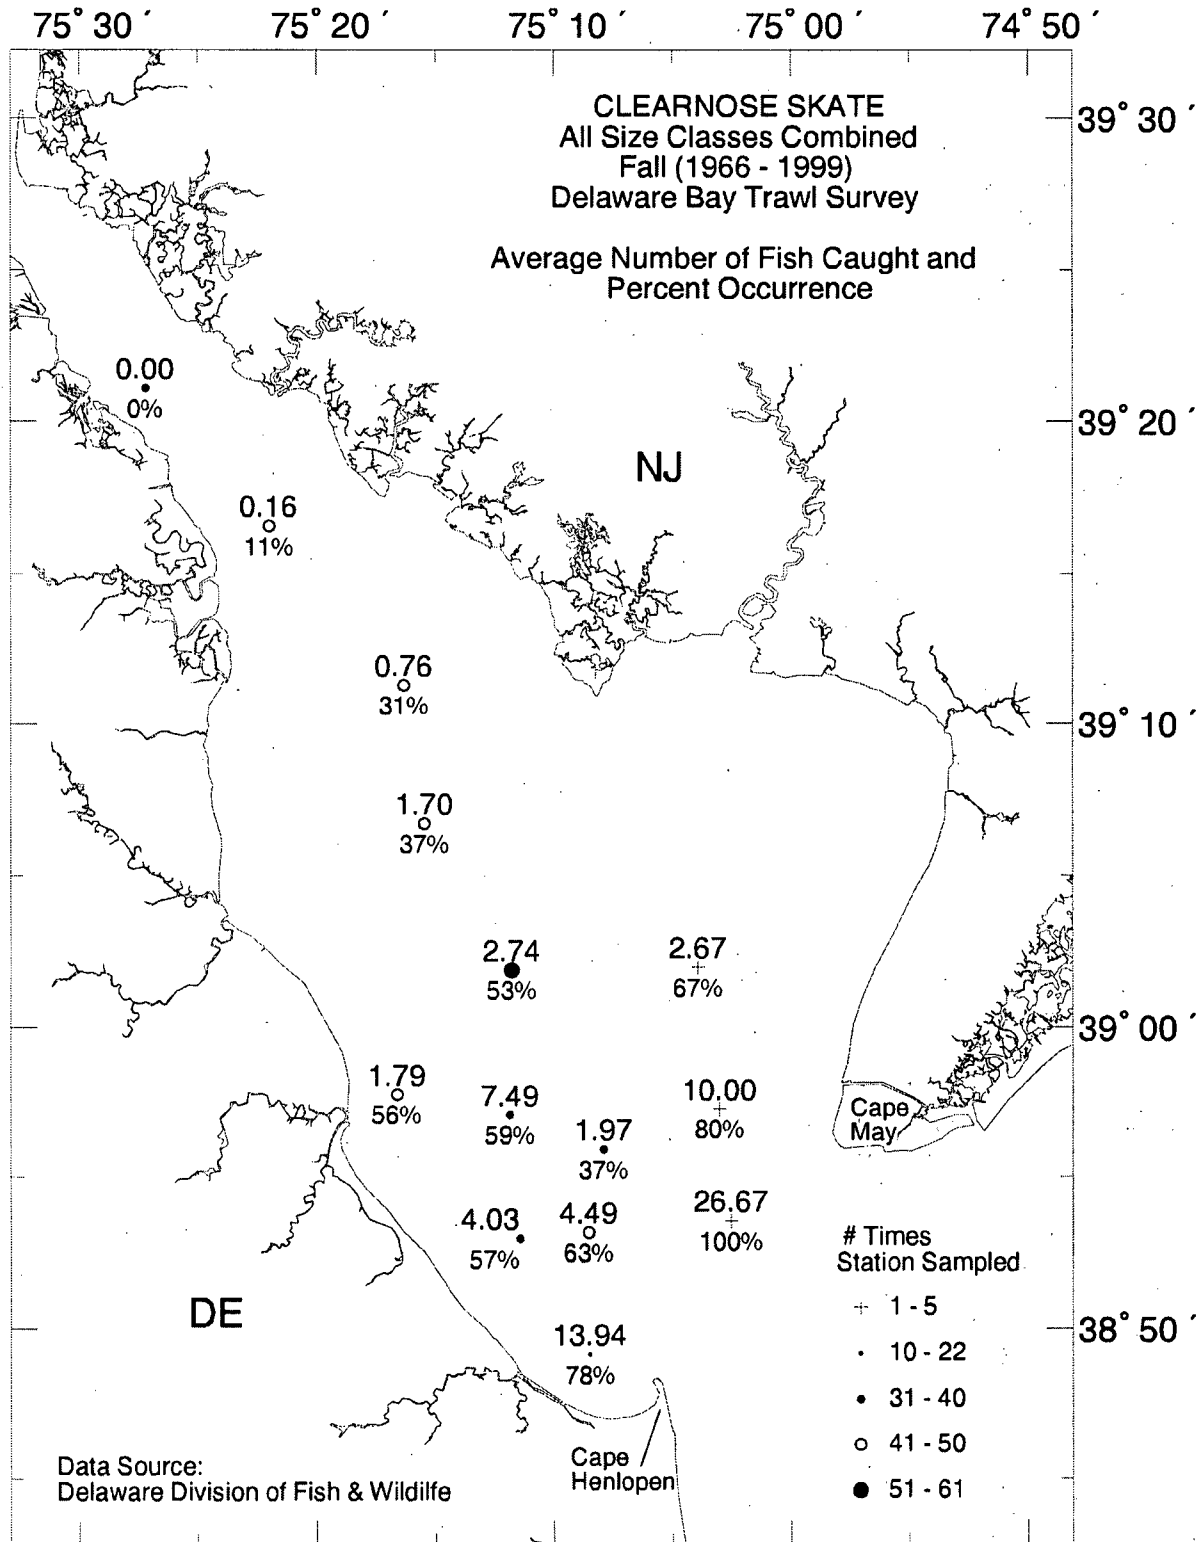 75° 30 ´ 75° 20 ´ 75° 10 ´ 75° 00 ´ 74° 50 ´
CLEARNOSE SKATE
All Size Classes Combined
Fall (1966 - 1999)
Delaware Bay Trawl Survey
Average Number of Fish Caught and
Percent Occurrence
39° 30 ´
0.00
0%
39° 20 ´
NJ
0.16
11%
0.76
31%
39° 10 ´
1.70
37%
2.74
53%
2.67
67%
39° 00 ´
1.79
56%
7.49
59%
10.00
80%
Cape
May
1.97
37%
26.67
100%
4.03
57%
4.49
63%
# Times
Station Sampled
1 - 5
10 - 22
31 - 40
41 - 50
51 - 61
DE
38° 50 ´
13.94
78%
Cape
Henlopen
Data Source:
Delaware Division of Fish & Wildilfe